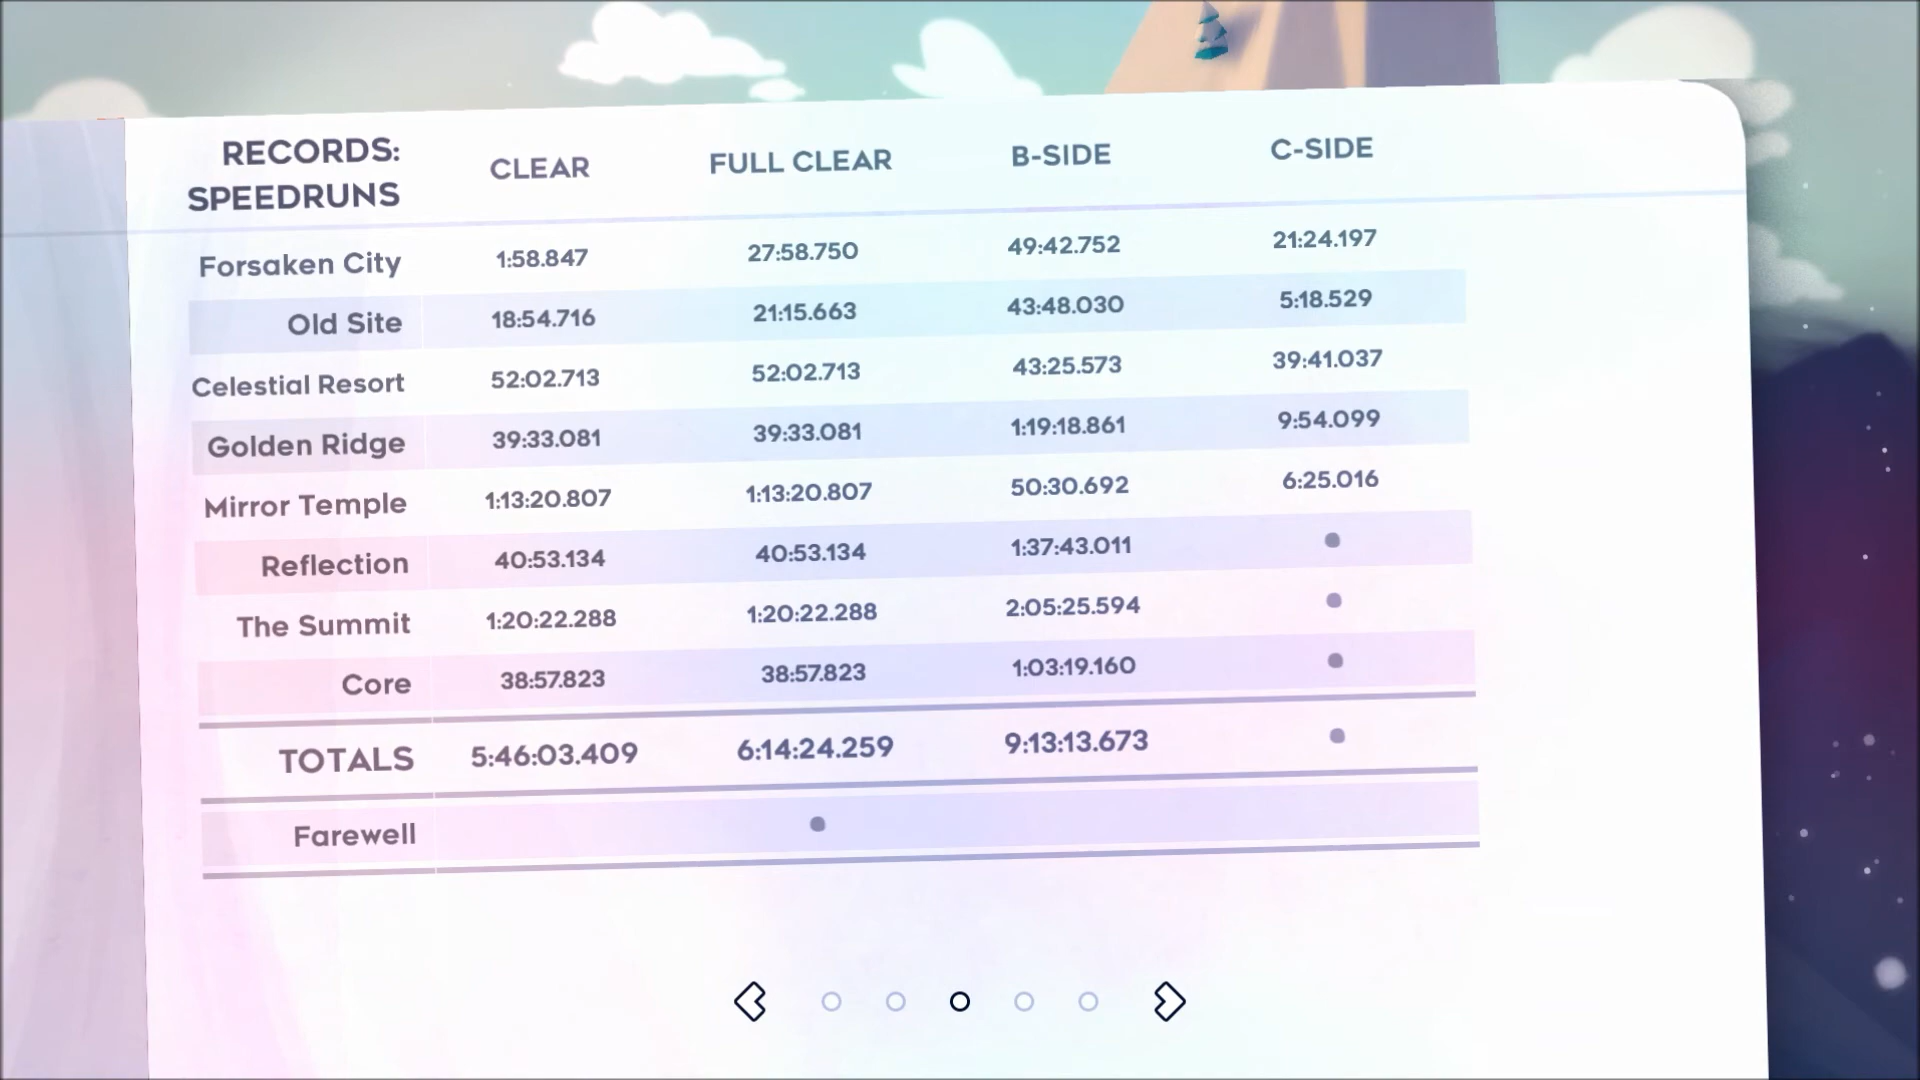 RECORDS:
SPEEDRUNS CLEAR FULL CLEAR B-SIDE C-SIDE
Forsaken City 1:58.847 27:58.750 49:42.752 21:24.197
Old Site 18:54.716 21:15.663 43:48.030 5:18.529
Celestial Resort 52:02.713 52:02.713 43:25.573 39:41.037
Golden Ridge 39:33.081 39:33.081 1:19:18.861 9:54.099
Mirror Temple 1:13:20.807 1:13:20.807 50:30.692 6:25.016
Reflection 40:53.134 40:53.134 1:37:43.011
The Summit 1:20:22.288 1:20:22.288 2:05:25.594
Core 38:57.823 38:57.823 1:03:19.160
TOTALS 5:46:03.409 6:14:24.259 9:13:13.673
Farewell